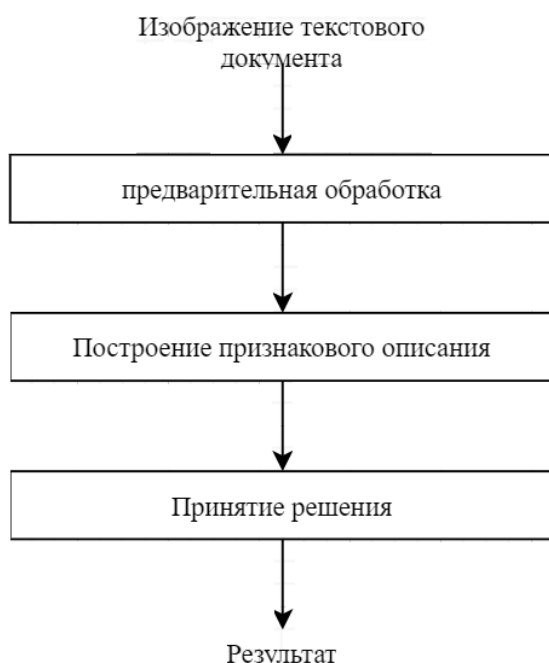 Изображение текстового
документа
предварительная обработка
Построение признакового описания
Принятие решения
Результат